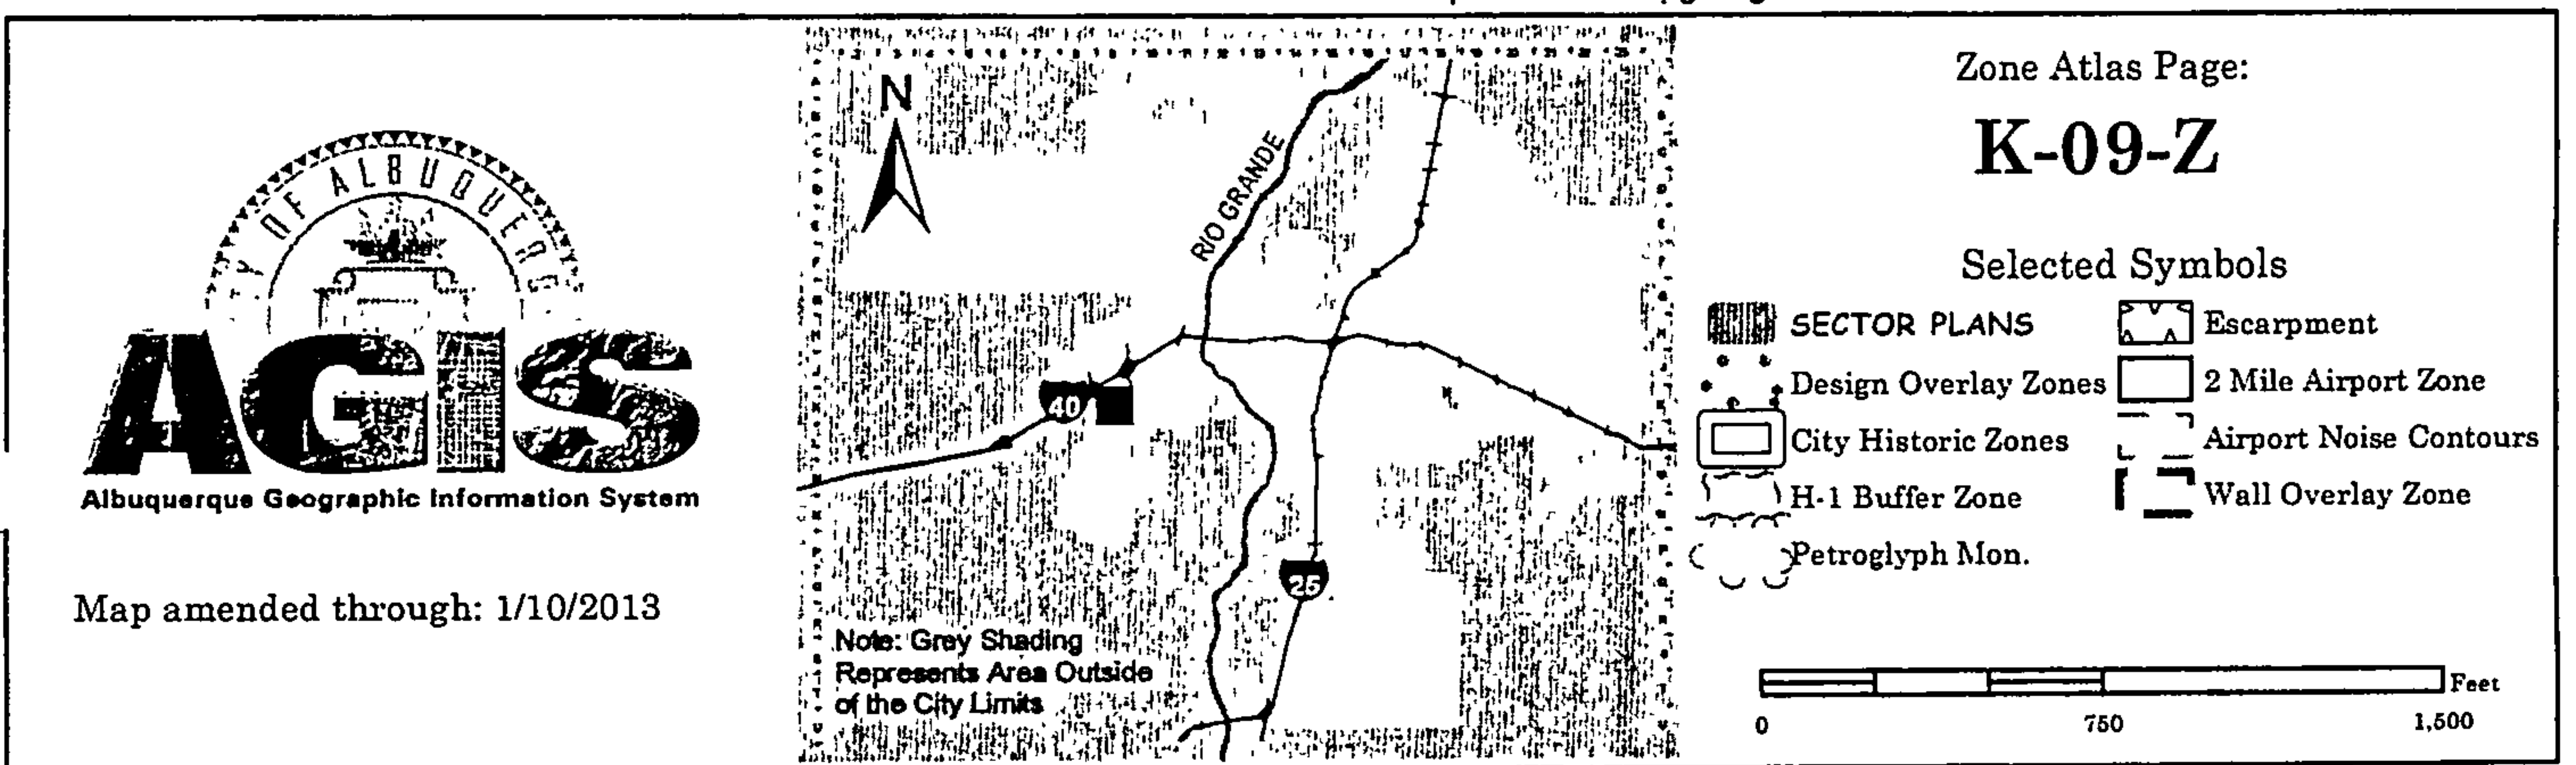 CITY OF ALBUQUERQUE
AGIS
Albuquerque Geographic Information System
Map amended through: 1/10/2013
N
RIO GRANDE
40
25
Note: Grey Shading
Represents Area Outside
of the City Limits
Zone Atlas Page:
K-09-Z
Selected Symbols
SECTOR PLANS
Design Overlay Zones
City Historic Zones
H-1 Buffer Zone
Petroglyph Mon.
Escarpment
2 Mile Airport Zone
Airport Noise Contours
Wall Overlay Zone
Feet
0 750 1,500